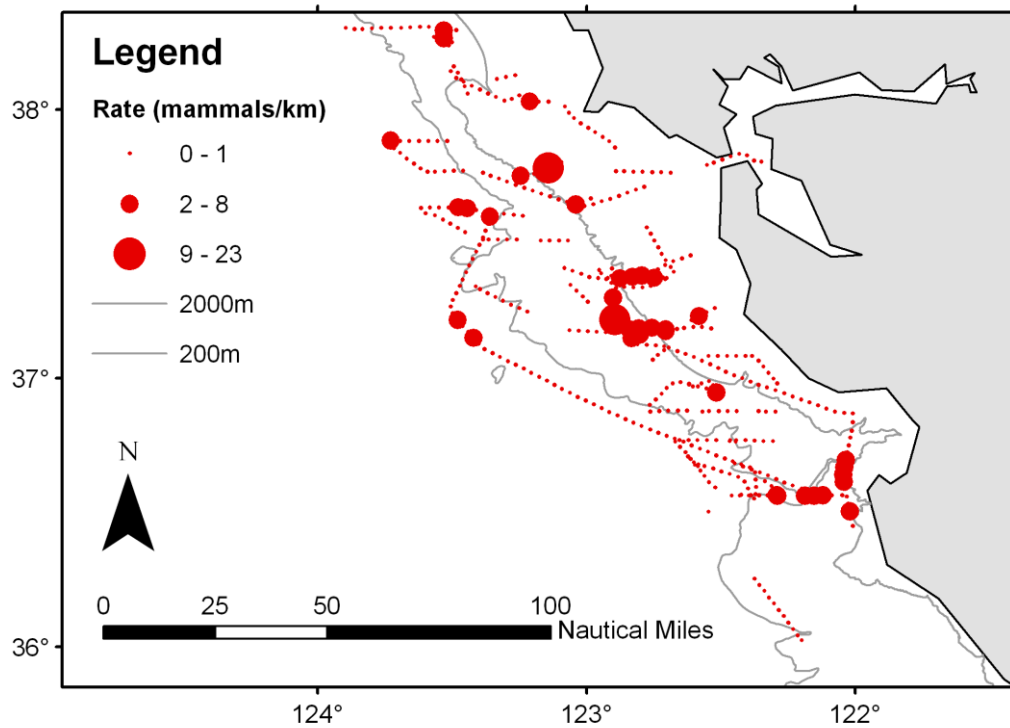 Legend
Rate (mammals/km)
0 - 1
2 - 8
9 - 23
2000m
200m
N
0 25 50 100
Nautical Miles
38°
37°
36°
124° 123° 122°